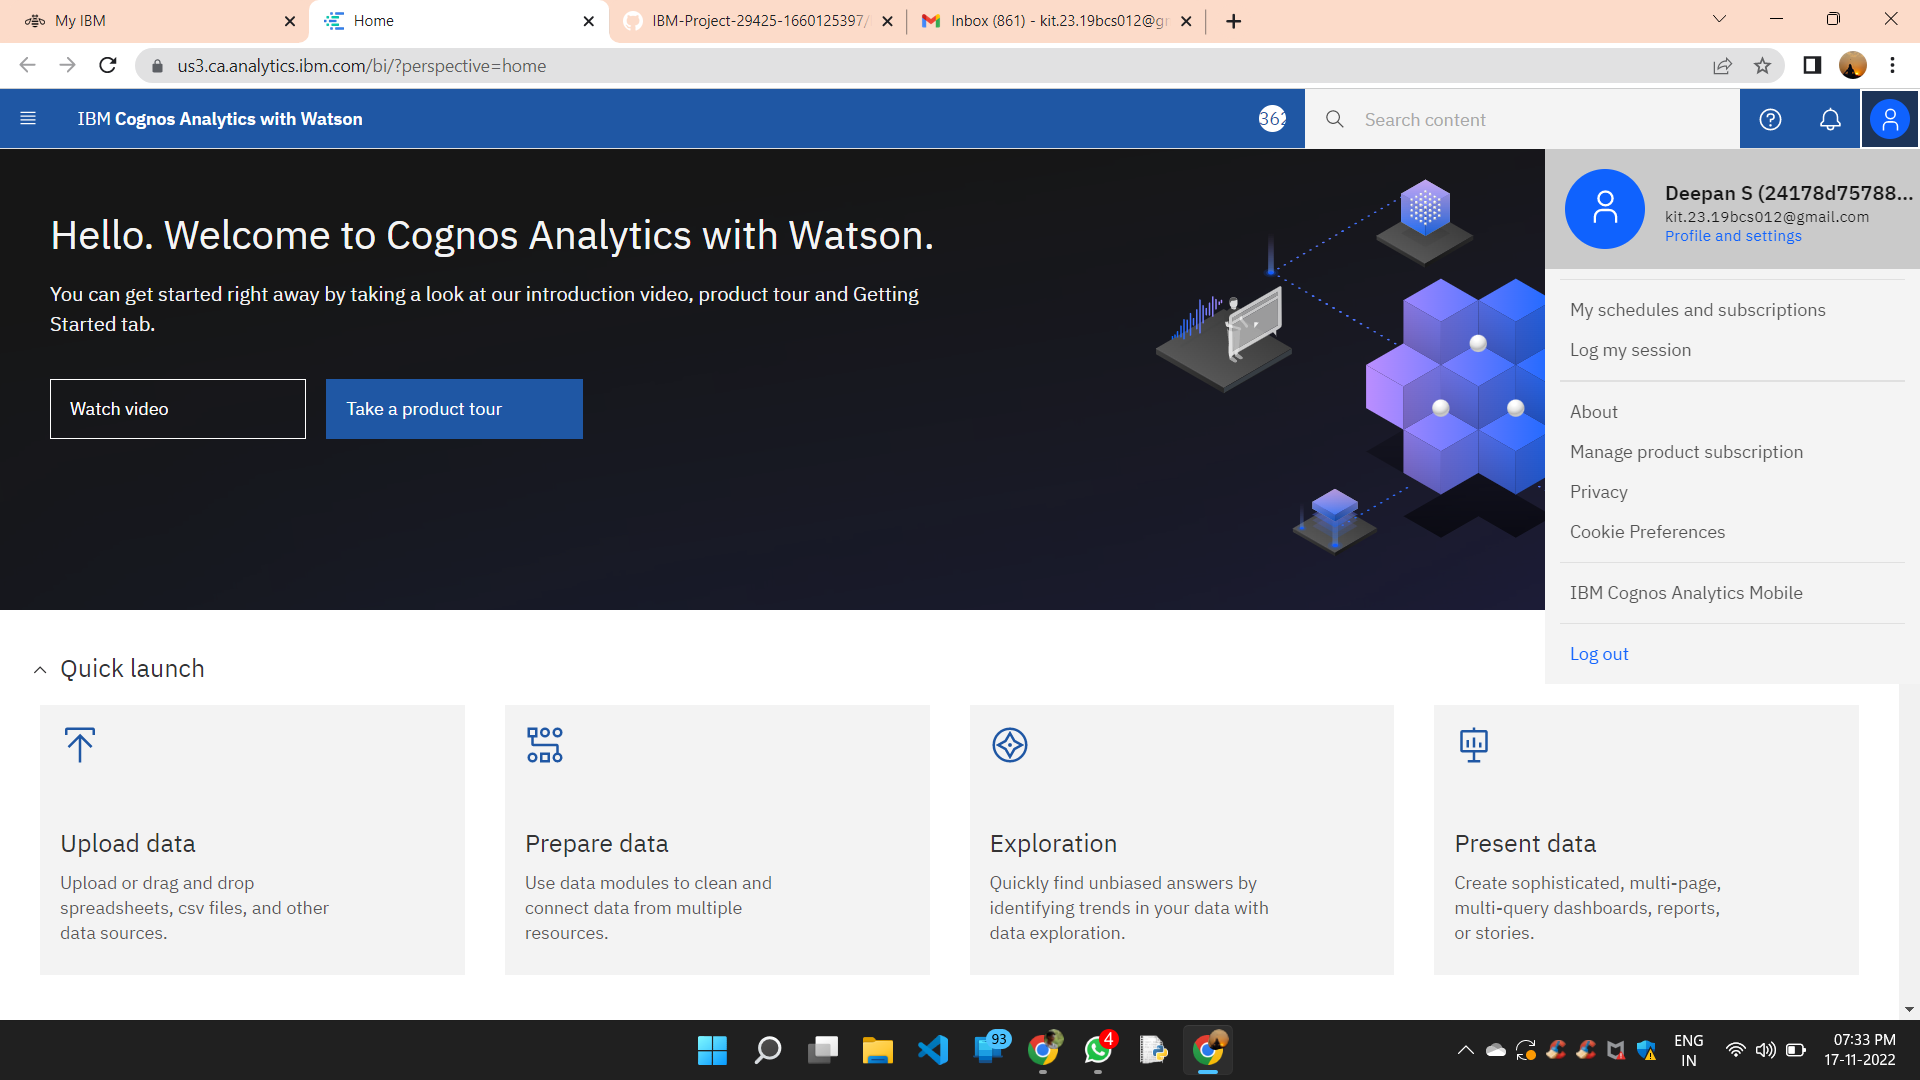 My IBM
Home
IBM-Project-29425-1660125397/
Inbox (861) - kit.23.19bcs012@gr
us3.ca.analytics.ibm.com/bi/?perspective=home
IBM Cognos Analytics with Watson
362
Search content
Deepan S (24178d75788...
kit.23.19bcs012@gmail.com
Profile and settings
My schedules and subscriptions
Log my session
About
Manage product subscription
Privacy
Cookie Preferences
IBM Cognos Analytics Mobile
Log out
Hello. Welcome to Cognos Analytics with Watson.
You can get started right away by taking a look at our introduction video, product tour and Getting
Started tab.
Watch video
Take a product tour
Quick launch
Upload data
Upload or drag and drop
spreadsheets, csv files, and other
data sources.
Prepare data
Use data modules to clean and
connect data from multiple
resources.
Exploration
Quickly find unbiased answers by
identifying trends in your data with
data exploration.
Present data
Create sophisticated, multi-page,
multi-query dashboards, reports,
or stories.
93
4
ENG
IN
07:33 PM
17-11-2022